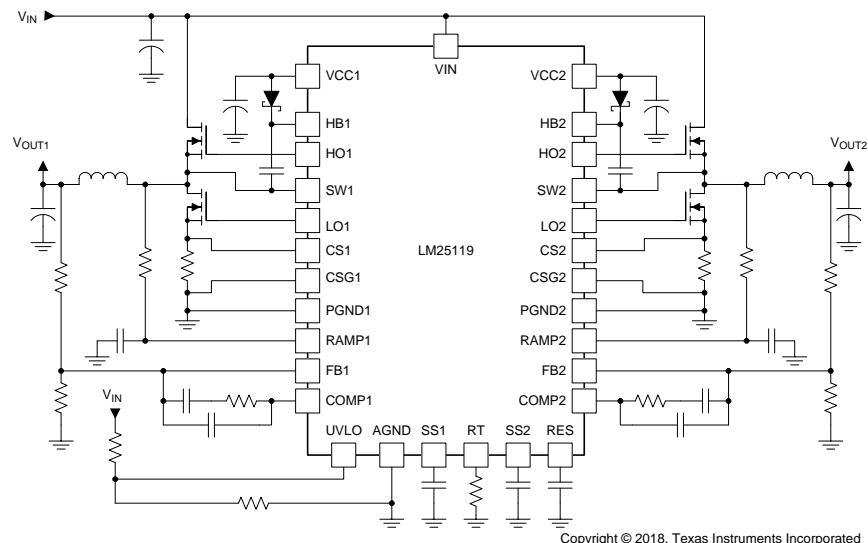 VIN
VIN
VCC1
VCC2
HB1
HB2
VOUT1
HO1
HO2
VOUT2
SW1
SW2
LO1
LO2
CS1
LM25119
CS2
CSG1
CSG2
PGND1
PGND2
RAMP1
RAMP2
FB1
FB2
VIN
COMP1
COMP2
UVLO
AGND
SS1
RT
SS2
RES
Copyright © 2018, Texas Instruments Incorporated